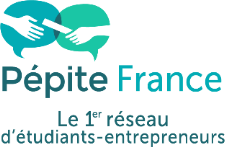 Pépite France
Le 1er réseau
d'étudiants-entrepreneurs